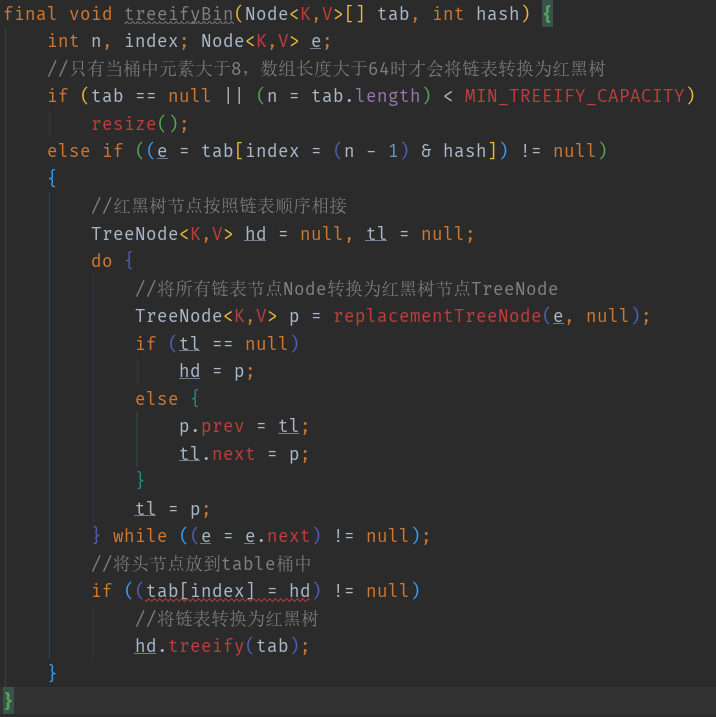 final void treeifyBin(Node<K,V>[] tab, int hash) {
    int n, index; Node<K,V> e;
    //只有当桶中元素大于8，数组长度大于64时才会将链表转换为红黑树
    if (tab == null || (n = tab.length) < MIN_TREEIFY_CAPACITY)
        resize();
    else if ((e = tab[index = (n - 1) & hash]) != null)
    {
        //红黑树节点按照链表顺序相接
        TreeNode<K,V> hd = null, tl = null;
        do {
            //将所有链表节点Node转换为红黑树节点TreeNode
            TreeNode<K,V> p = replacementTreeNode(e, null);
            if (tl == null)
                hd = p;
            else {
                p.prev = tl;
                tl.next = p;
            }
            tl = p;
        } while ((e = e.next) != null);
        //将头节点放到table桶中
        if ((tab[index] = hd) != null)
            //将链表转换为红黑树
            hd.treeify(tab);
    }
}